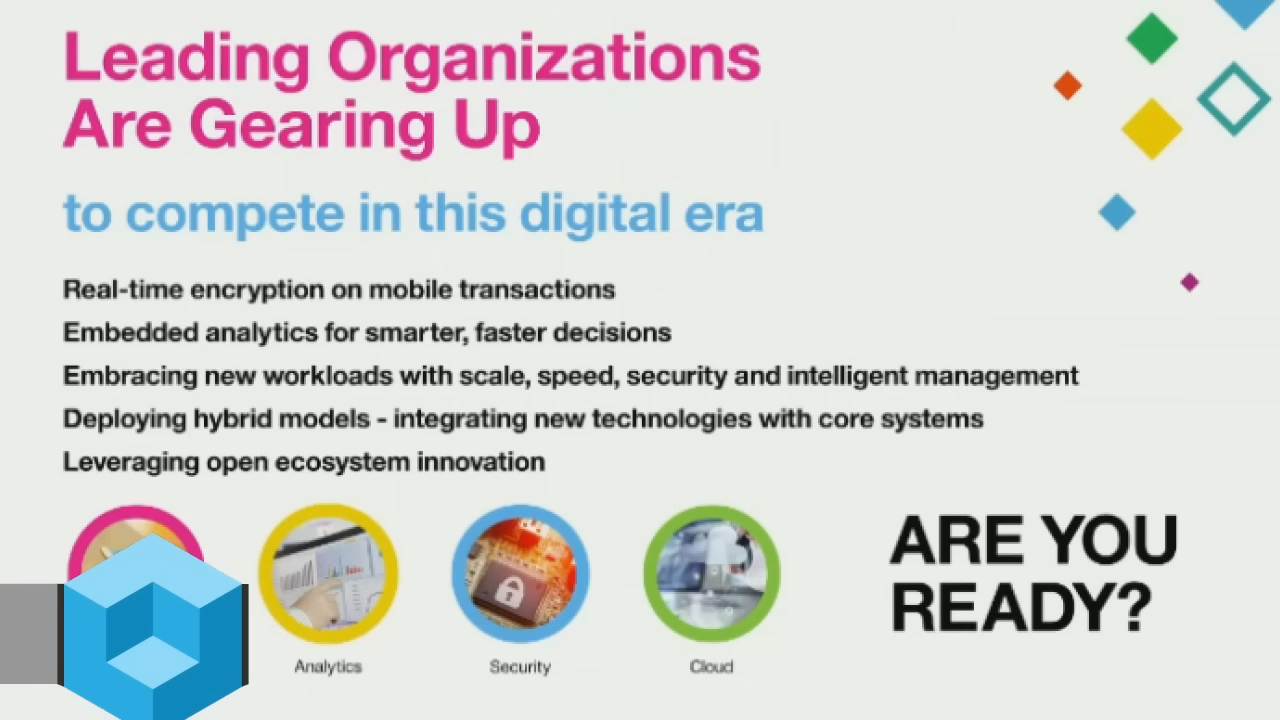 Leading Organizations
Are Gearing Up
to compete in this digital era
Real-time encryption on mobile transactions
Embedded analytics for smarter, faster decisions
Embracing new workloads with scale, speed, security and intelligent management
Deploying hybrid models - integrating new technologies with core systems
Leveraging open ecosystem innovation
ARE YOU
READY?
Analytics
Security
Cloud